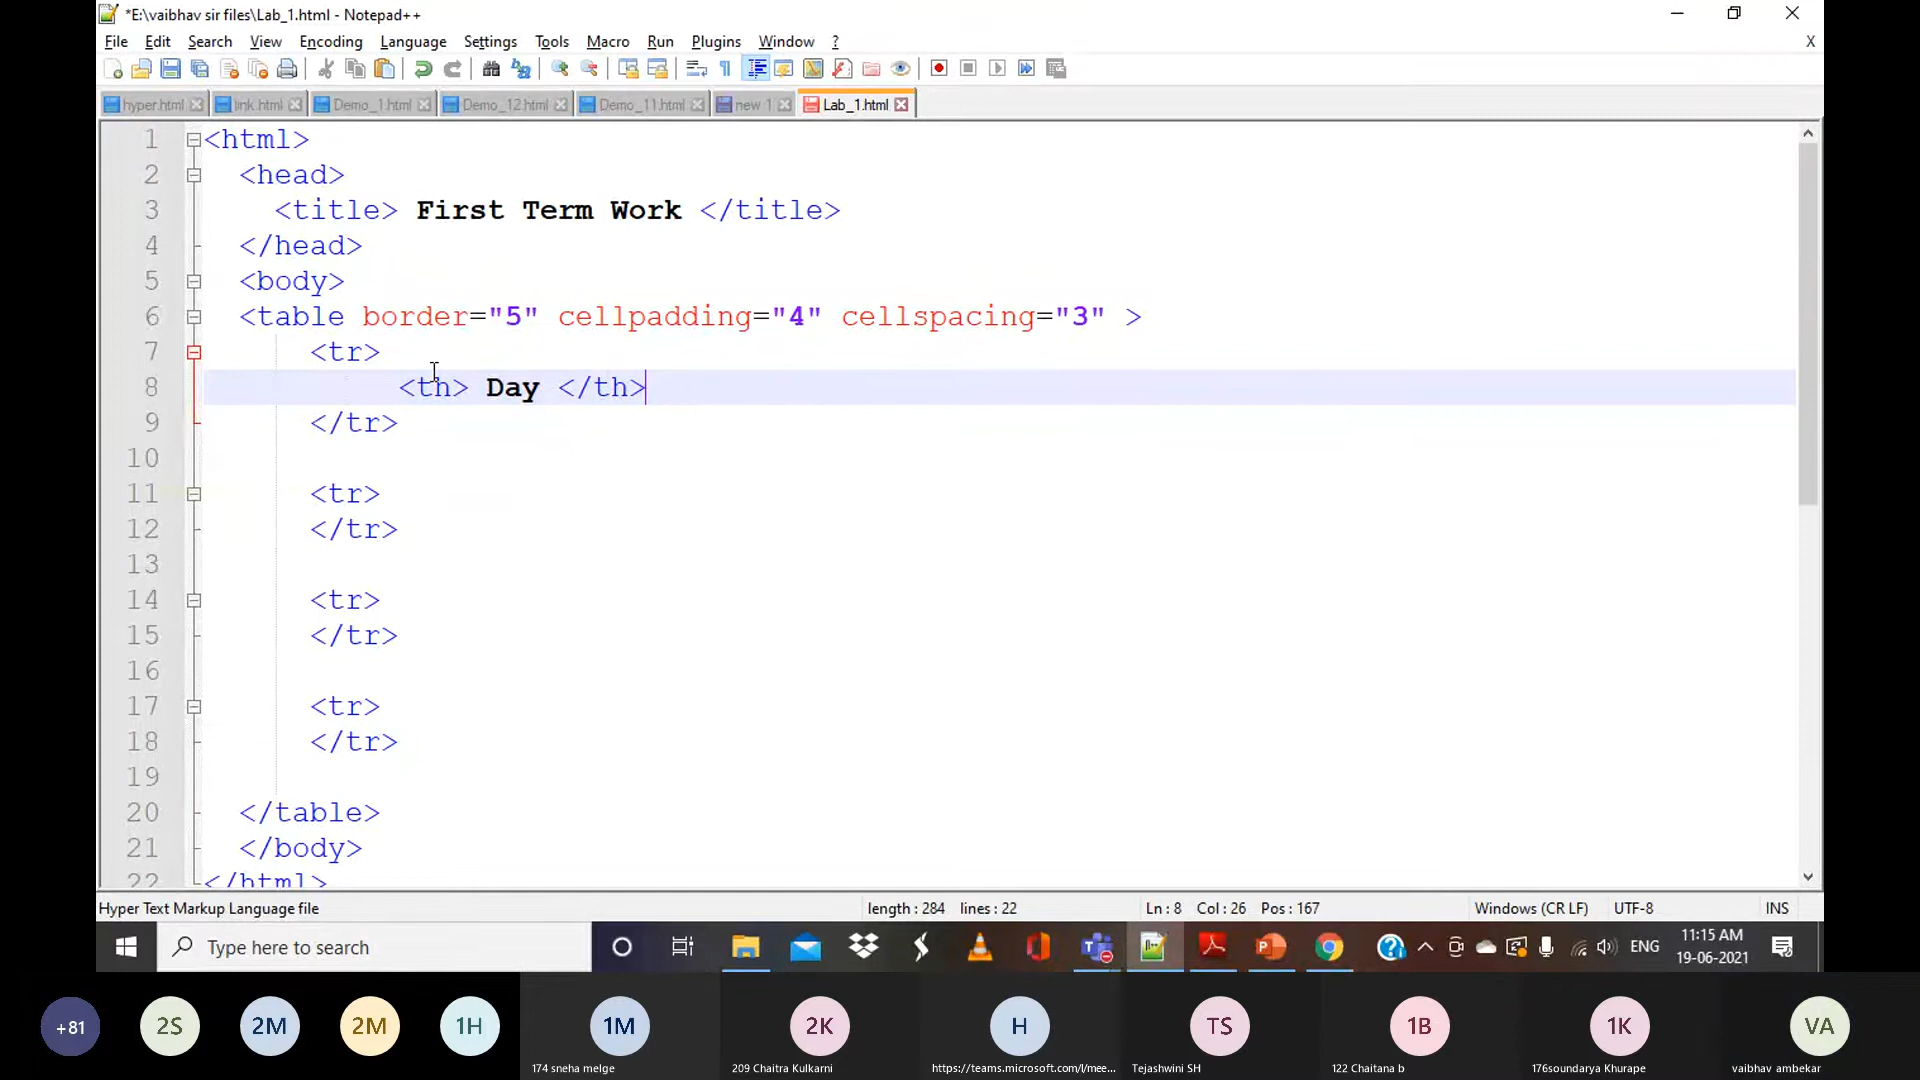 *E:\vaibhav sir files\Lab_1.html - Notepad++
File Edit Search View Encoding Language Settings Tools Macro Run Plugins Window ? X
hyper.html link.html Demo_1.html Demo_12.html Demo_11.html new 1 Lab_1.html
1 <html>
2 <head>
3 <title> First Term Work </title>
4 </head>
5 <body>
6 <table border="5" cellpadding="4" cellspacing="3" >
7 <tr>
8 <th> Day </th>
9 </tr>
10
11 <tr>
12 </tr>
13
14 <tr>
15 </tr>
16
17 <tr>
18 </tr>
19
20 </table>
21 </body>
22 </html>
Hyper Text Markup Language file length : 284 lines : 22 Ln : 8 Col : 26 Pos : 167 Windows (CR LF) UTF-8 INS
Type here to search
ENG
11:15 AM
19-06-2021
+81 2S 2M 2M 1H 1M 2K H TS 1B 1K VA
174 sneha melge 209 Chaitra Kulkarni https://teams.microsoft.com/l/mee... Tejashwini SH 122 Chaitana b 176soundarya Khurape vaibhav ambekar